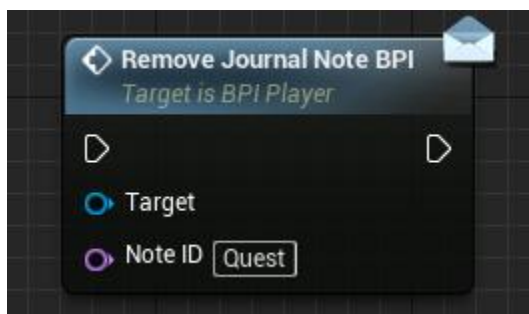 Remove Journal Note BPI
Target is BPI Player
Target
Note ID Quest